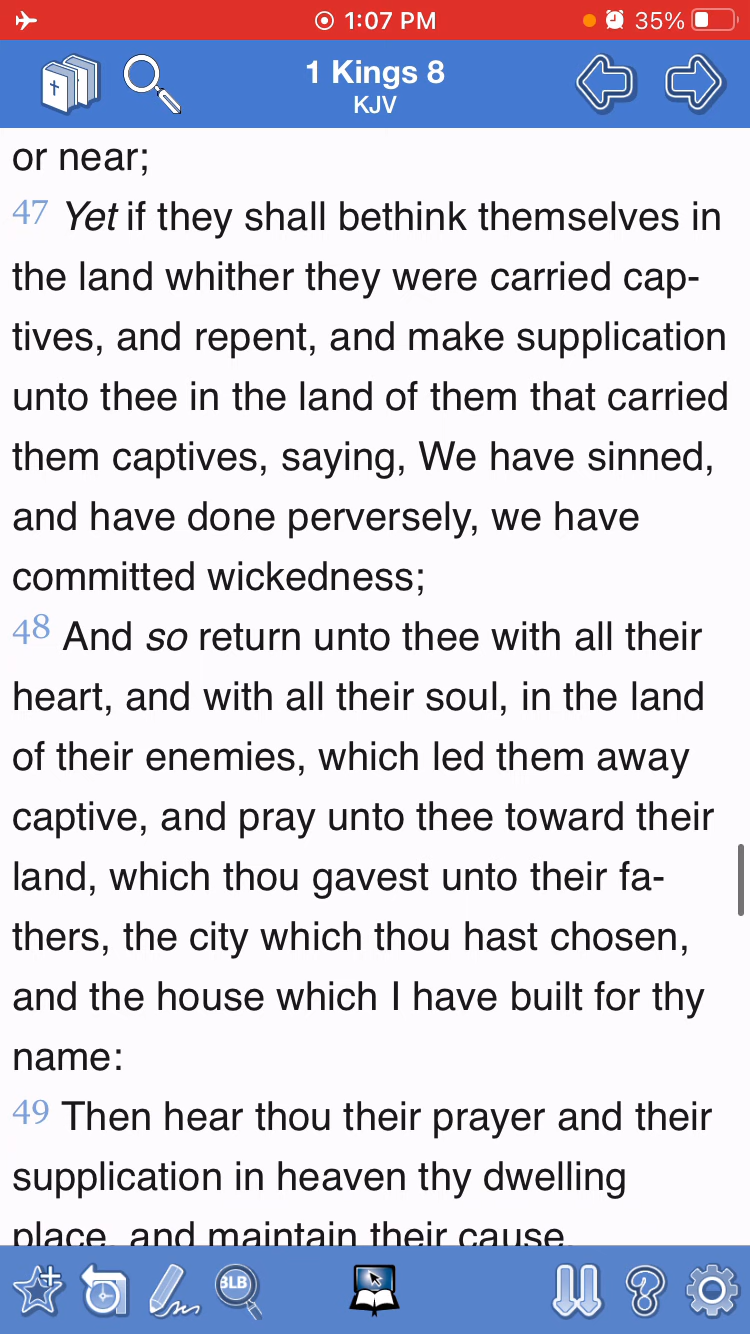 1:07 PM
35%
1 Kings 8
KJV
or near;
47 Yet if they shall bethink themselves in
the land whither they were carried cap-
tives, and repent, and make supplication
unto thee in the land of them that carried
them captives, saying, We have sinned,
and have done perversely, we have
committed wickedness;
48 And so return unto thee with all their
heart, and with all their soul, in the land
of their enemies, which led them away
captive, and pray unto thee toward their
land, which thou gavest unto their fa-
thers, the city which thou hast chosen,
and the house which I have built for thy
name:
49 Then hear thou their prayer and their
supplication in heaven thy dwelling
place, and maintain their cause,
BLB